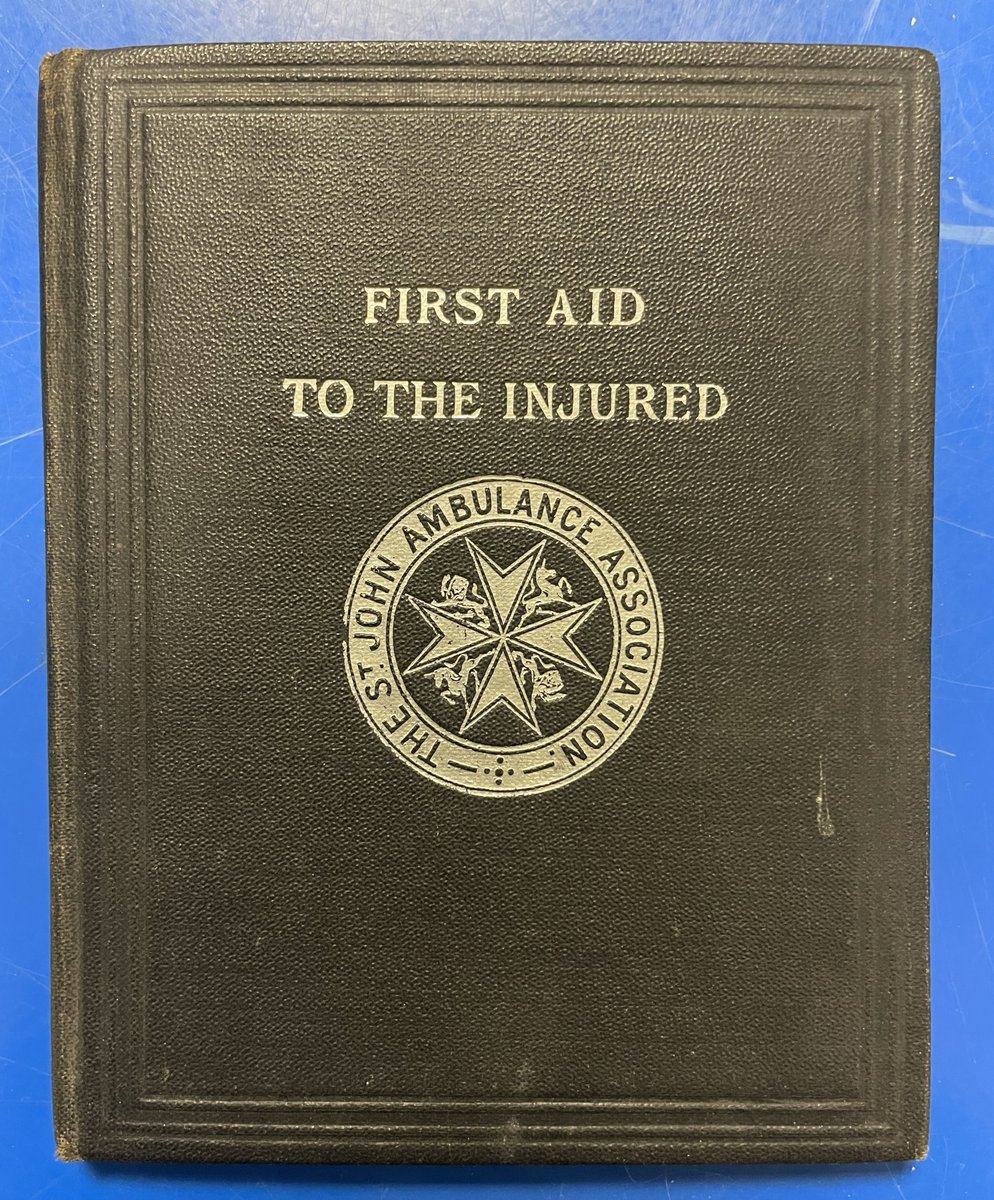 FIRST AID
TO THE INJURED
THE ST. JOHN AMBULANCE ASSOCIATION.